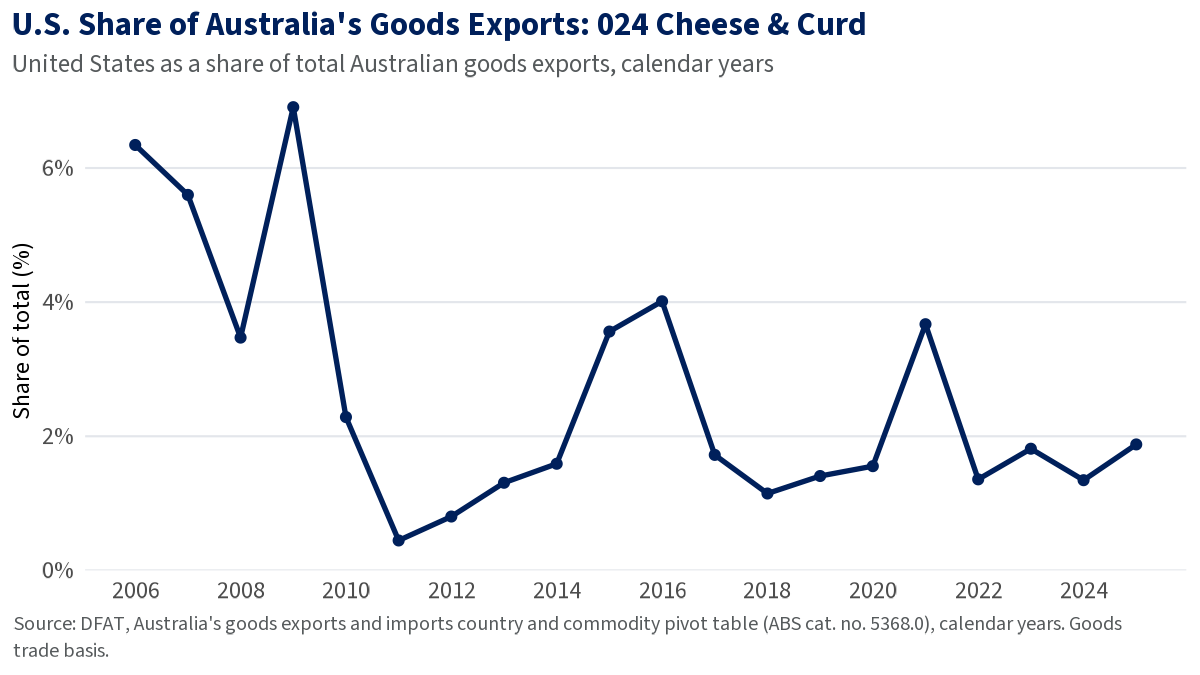 U.S. Share of Australia's Goods Exports: 024 Cheese & Curd
United States as a share of total Australian goods exports, calendar years
Share of total (%)
6%
4%
2%
0%
2006 2008 2010 2012 2014 2016 2018 2020 2022 2024
Source: DFAT, Australia's goods exports and imports country and commodity pivot table (ABS cat. no. 5368.0), calendar years. Goods
trade basis.